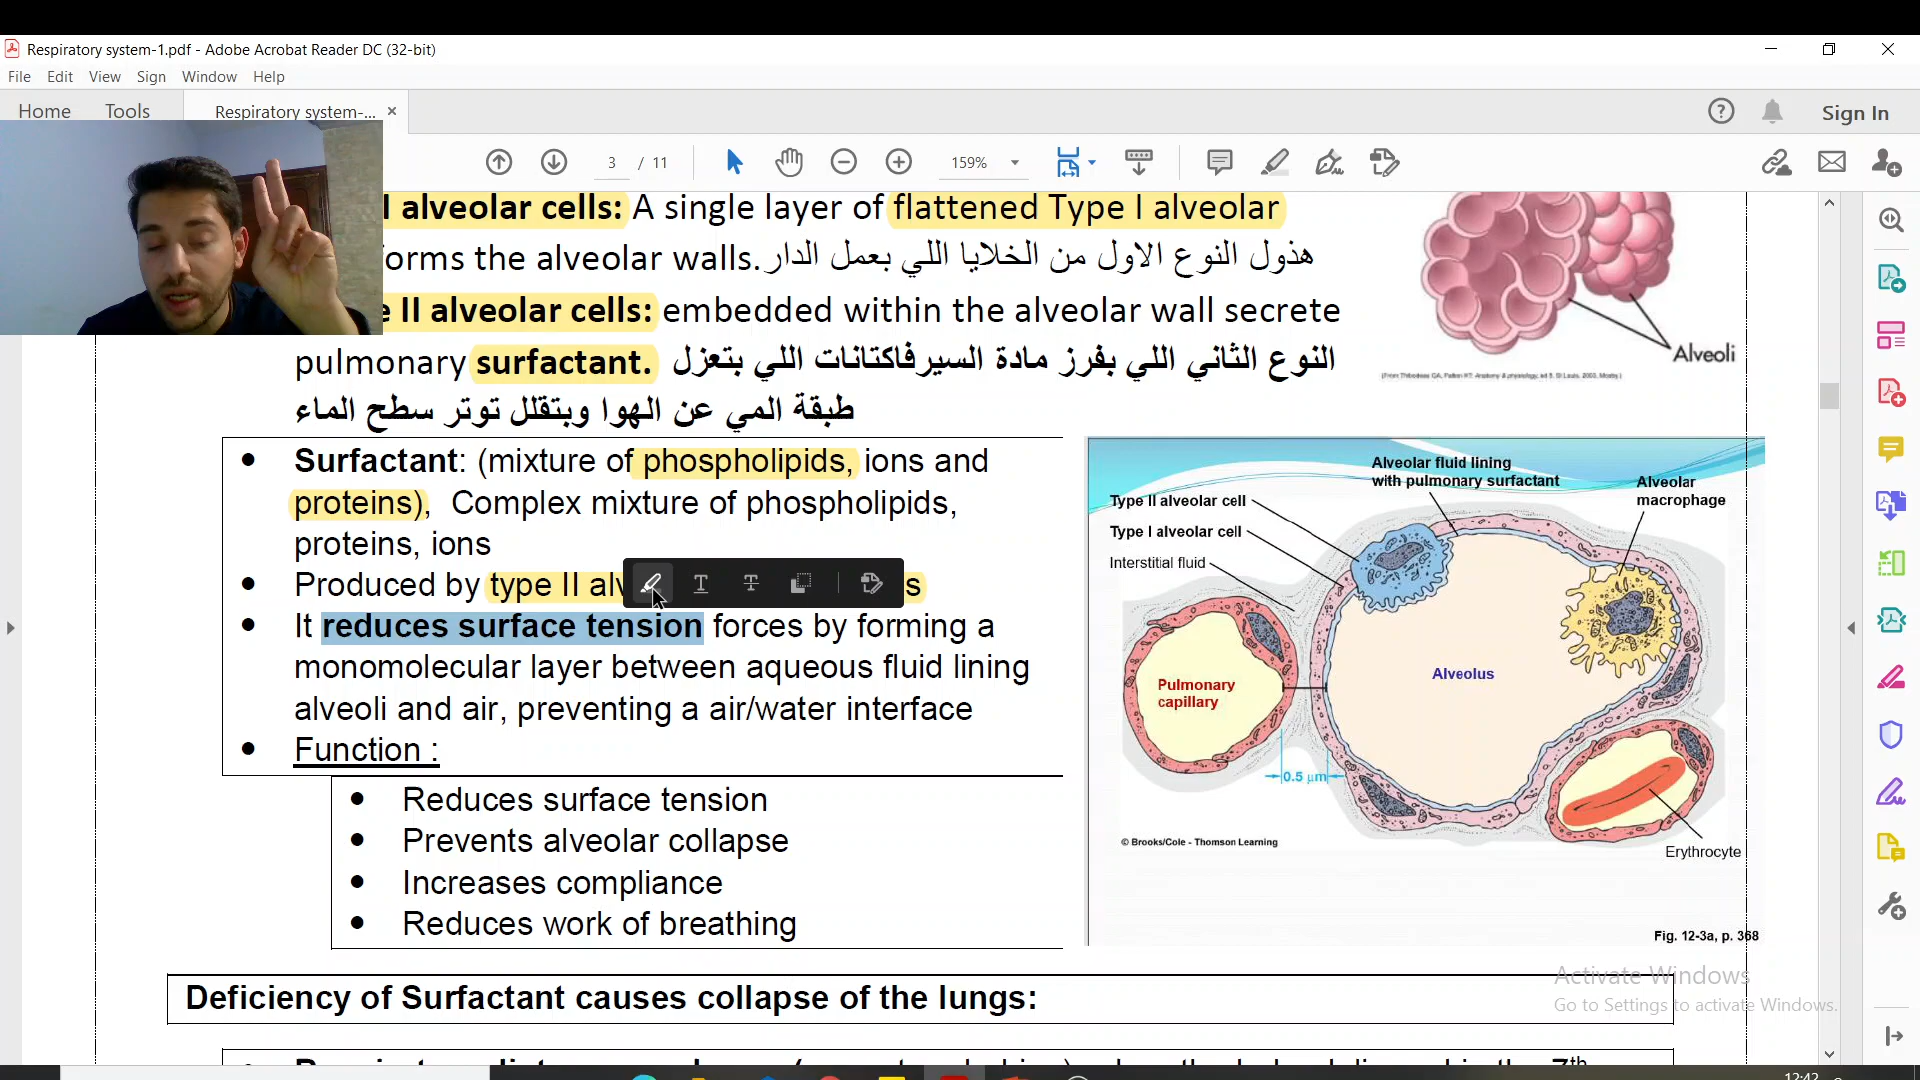 Respiratory system-1.pdf - Adobe Acrobat Reader DC (32-bit)
File Edit View Sign Window Help
Home Tools Respiratory system-... × Sign In
3 / 11 159%
I alveolar cells: A single layer of flattened Type I alveolar
orms the alveolar walls. هذول النوع الاول من الخلايا اللي بعمل الدار
e II alveolar cells: embedded within the alveolar wall secrete
pulmonary surfactant. النوع الثاني اللي بفرز مادة السيرفاكتانات اللي بتعزل
طبقة المي عن الهوا وبتقلل توتر سطح الماء
Alveoli
• Surfactant: (mixture of phospholipids, ions and
proteins), Complex mixture of phospholipids,
proteins, ions
• Produced by type II alv s
• It reduces surface tension forces by forming a
monomolecular layer between aqueous fluid lining
alveoli and air, preventing a air/water interface
• Function :
• Reduces surface tension
• Prevents alveolar collapse
• Increases compliance
• Reduces work of breathing
Alveolar fluid lining
with pulmonary surfactant
Alveolar
macrophage
Type II alveolar cell
Type I alveolar cell
Interstitial fluid
Pulmonary
capillary
Alveolus
0.5 µm
© Brooks/Cole - Thomson Learning
Erythrocyte
Fig. 12-3a, p. 368
Activate Windows
Go to Settings to activate Windows.
Deficiency of Surfactant causes collapse of the lungs:
12:42